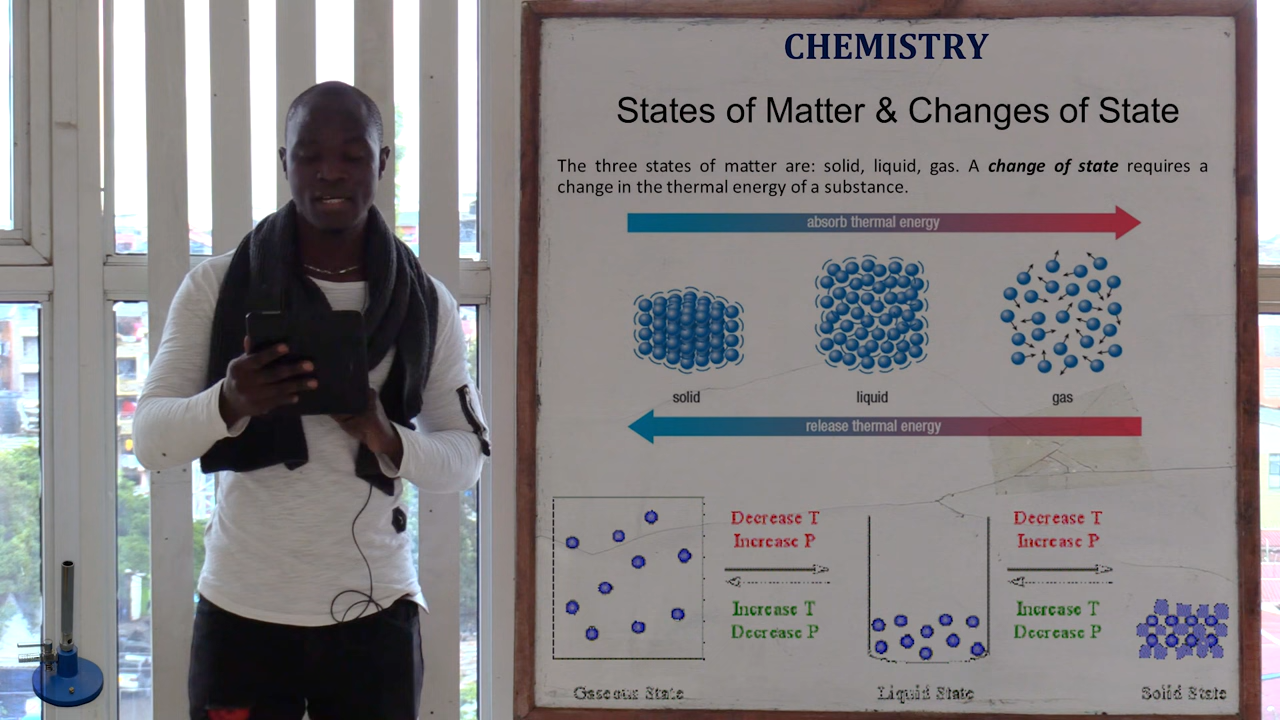 CHEMISTRY
States of Matter & Changes of State
The three states of matter are: solid, liquid, gas. A change of state requires a
change in the thermal energy of a substance.
absorb thermal energy
solid liquid gas
release thermal energy
Decrease T
Increase P
Increase T
Decrease P
Decrease T
Increase P
Increase T
Decrease P
Gaseous State Liquid State Solid State